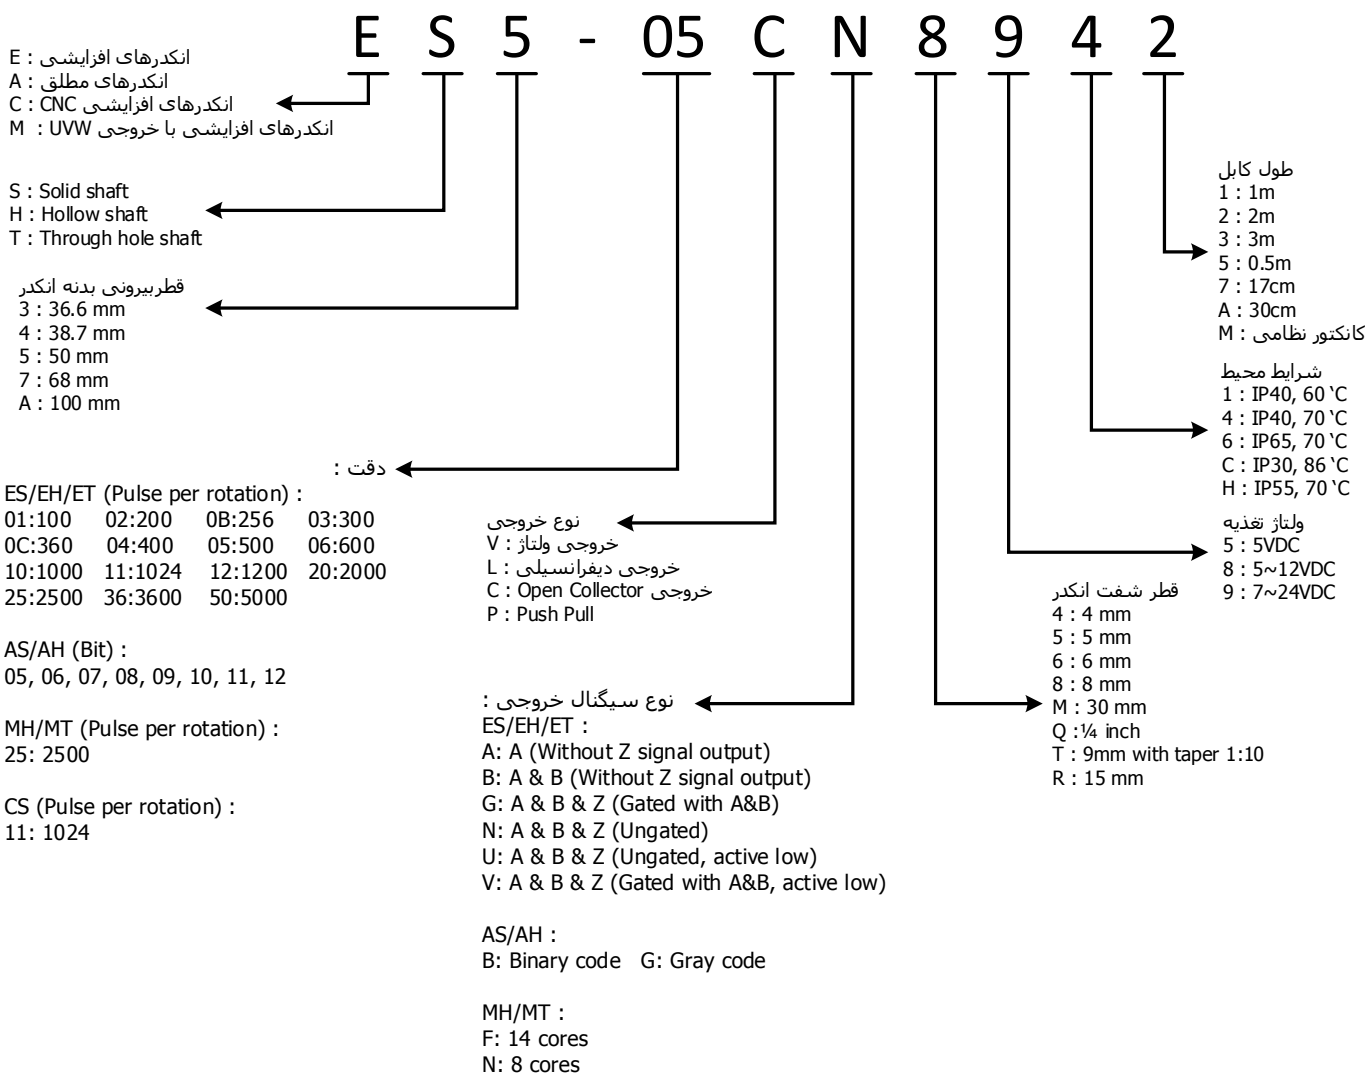 E S 5 - 05 C N 8 9 4 2
E : انکدرهای افزایشی
A : انکدرهای مطلق
C : CNC انکدرهای افزایشی
M : UVW انکدرهای افزایشی با خروجی
S : Solid shaft
H : Hollow shaft
T : Through hole shaft
قطربیرونی بدنه انکدر
3 : 36.6 mm
4 : 38.7 mm
5 : 50 mm
7 : 68 mm
A : 100 mm
دقت :
ES/EH/ET (Pulse per rotation) :
01:100 02:200 0B:256 03:300
0C:360 04:400 05:500 06:600
10:1000 11:1024 12:1200 20:2000
25:2500 36:3600 50:5000
AS/AH (Bit) :
05, 06, 07, 08, 09, 10, 11, 12
MH/MT (Pulse per rotation) :
25: 2500
CS (Pulse per rotation) :
11: 1024
نوع خروجی
V : خروجی ولتاژ
L : خروجی دیفرانسیلی
C : Open Collector خروجی
P : Push Pull
نوع سیگنال خروجی :
ES/EH/ET :
A: A (Without Z signal output)
B: A & B (Without Z signal output)
G: A & B & Z (Gated with A&B)
N: A & B & Z (Ungated)
U: A & B & Z (Ungated, active low)
V: A & B & Z (Gated with A&B, active low)
AS/AH :
B: Binary code G: Gray code
MH/MT :
F: 14 cores
N: 8 cores
قطر شفت انکدر
4 : 4 mm
5 : 5 mm
6 : 6 mm
8 : 8 mm
M : 30 mm
Q :¼ inch
T : 9mm with taper 1:10
R : 15 mm
ولتاژ تغذیه
5 : 5VDC
8 : 5~12VDC
9 : 7~24VDC
شرایط محیط
1 : IP40, 60 ‛C
4 : IP40, 70 ‛C
6 : IP65, 70 ‛C
C : IP30, 86 ‛C
H : IP55, 70 ‛C
طول کابل
1 : 1m
2 : 2m
3 : 3m
5 : 0.5m
7 : 17cm
A : 30cm
M : کانکتور نظامی